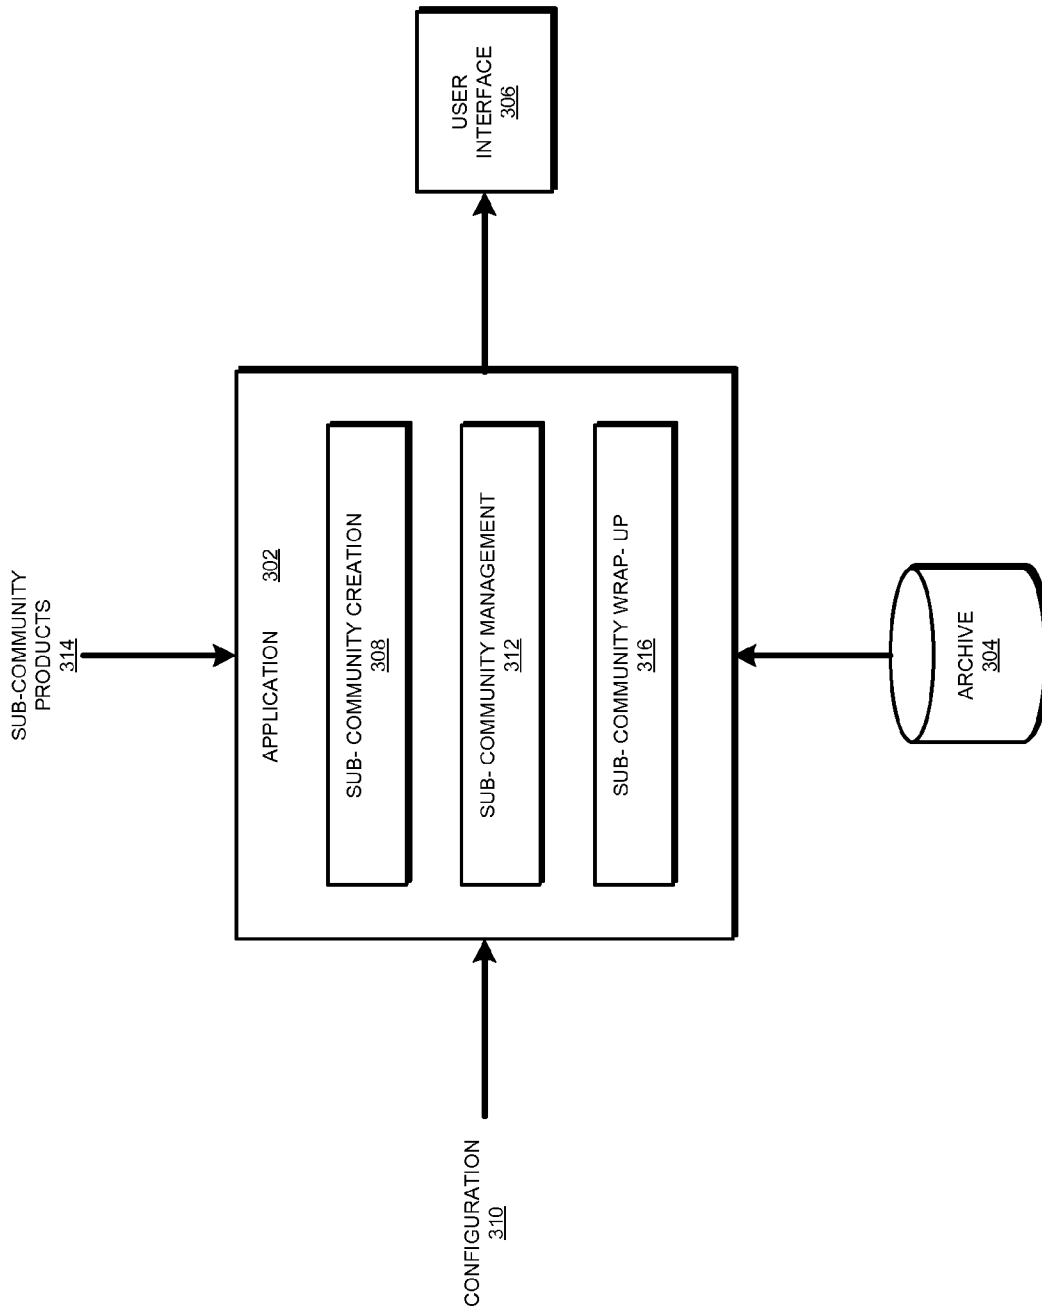 SUB-COMMUNITY
PRODUCTS
314
APPLICATION 302
SUB- COMMUNITY CREATION
308
SUB- COMMUNITY MANAGEMENT
312
SUB- COMMUNITY WRAP- UP
316
CONFIGURATION
310
USER
INTERFACE
306
ARCHIVE
304